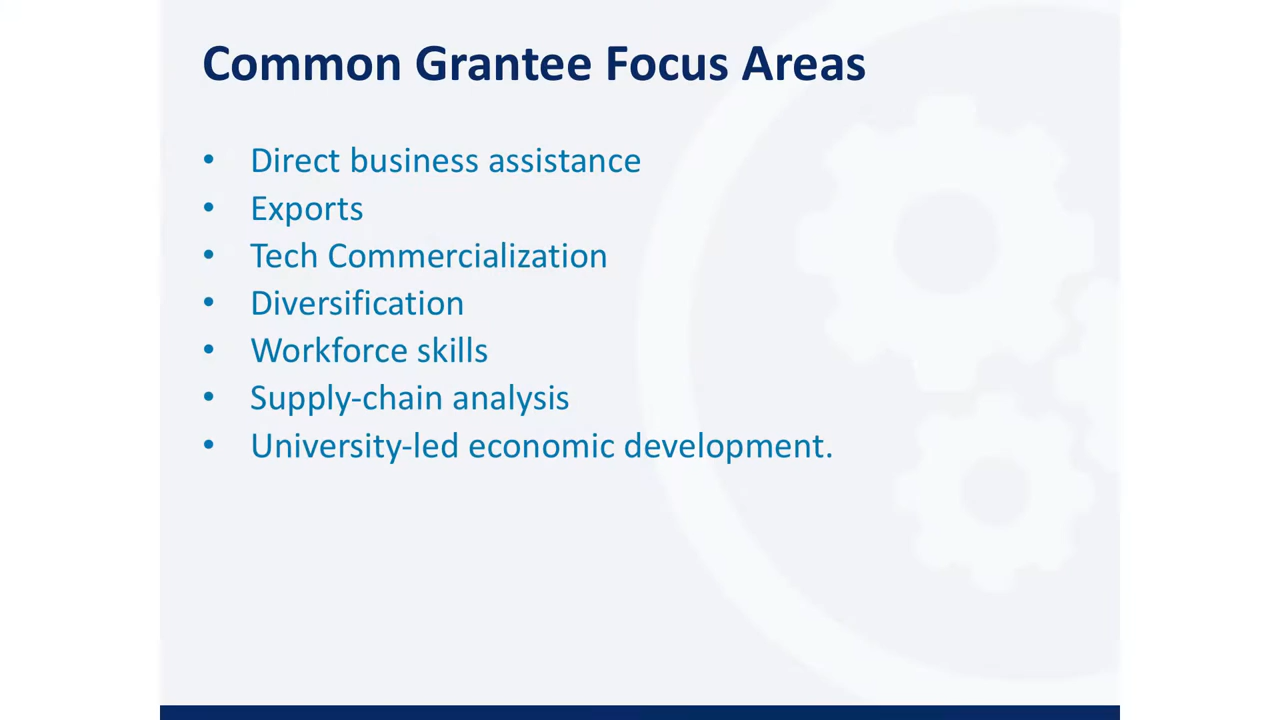 Common Grantee Focus Areas
• Direct business assistance
• Exports
• Tech Commercialization
• Diversification
• Workforce skills
• Supply-chain analysis
• University-led economic development.